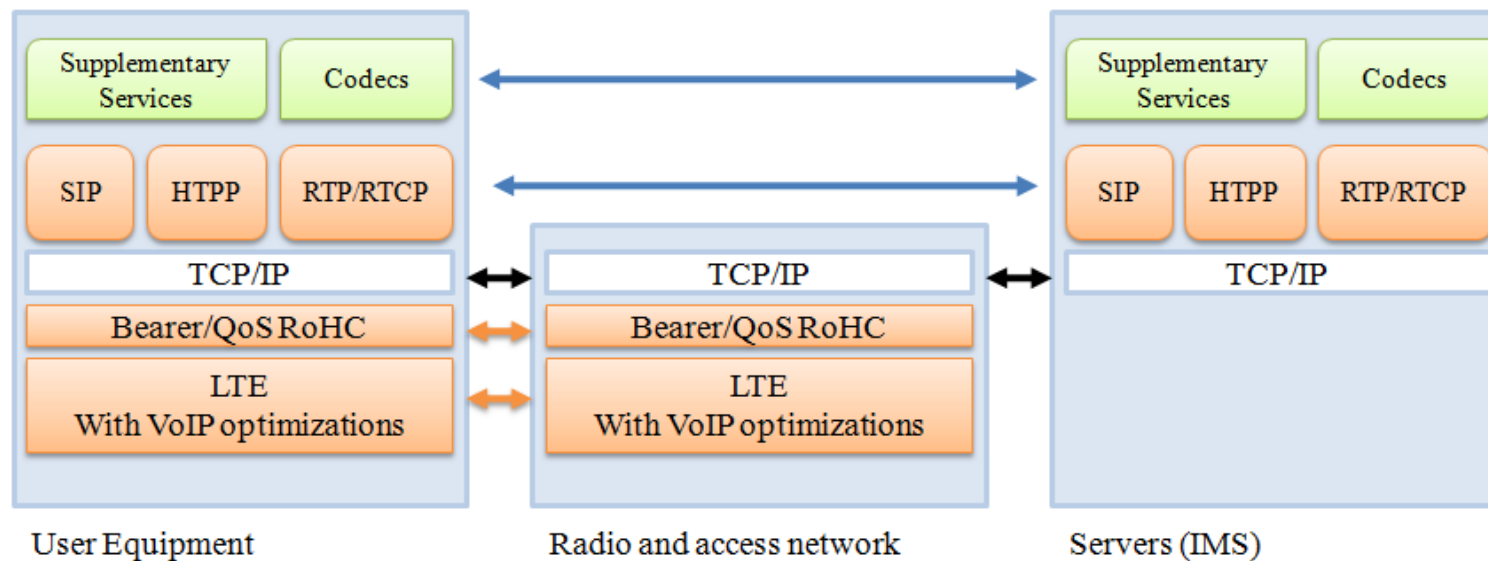 Supplementary
Services
Codecs
SIP
HTPP
RTP/RTCP
TCP/IP
Bearer/QoS RoHC
LTE
With VoIP optimizations
User Equipment
TCP/IP
Bearer/QoS RoHC
LTE
With VoIP optimizations
Radio and access network
Supplementary
Services
Codecs
SIP
HTPP
RTP/RTCP
TCP/IP
Servers (IMS)